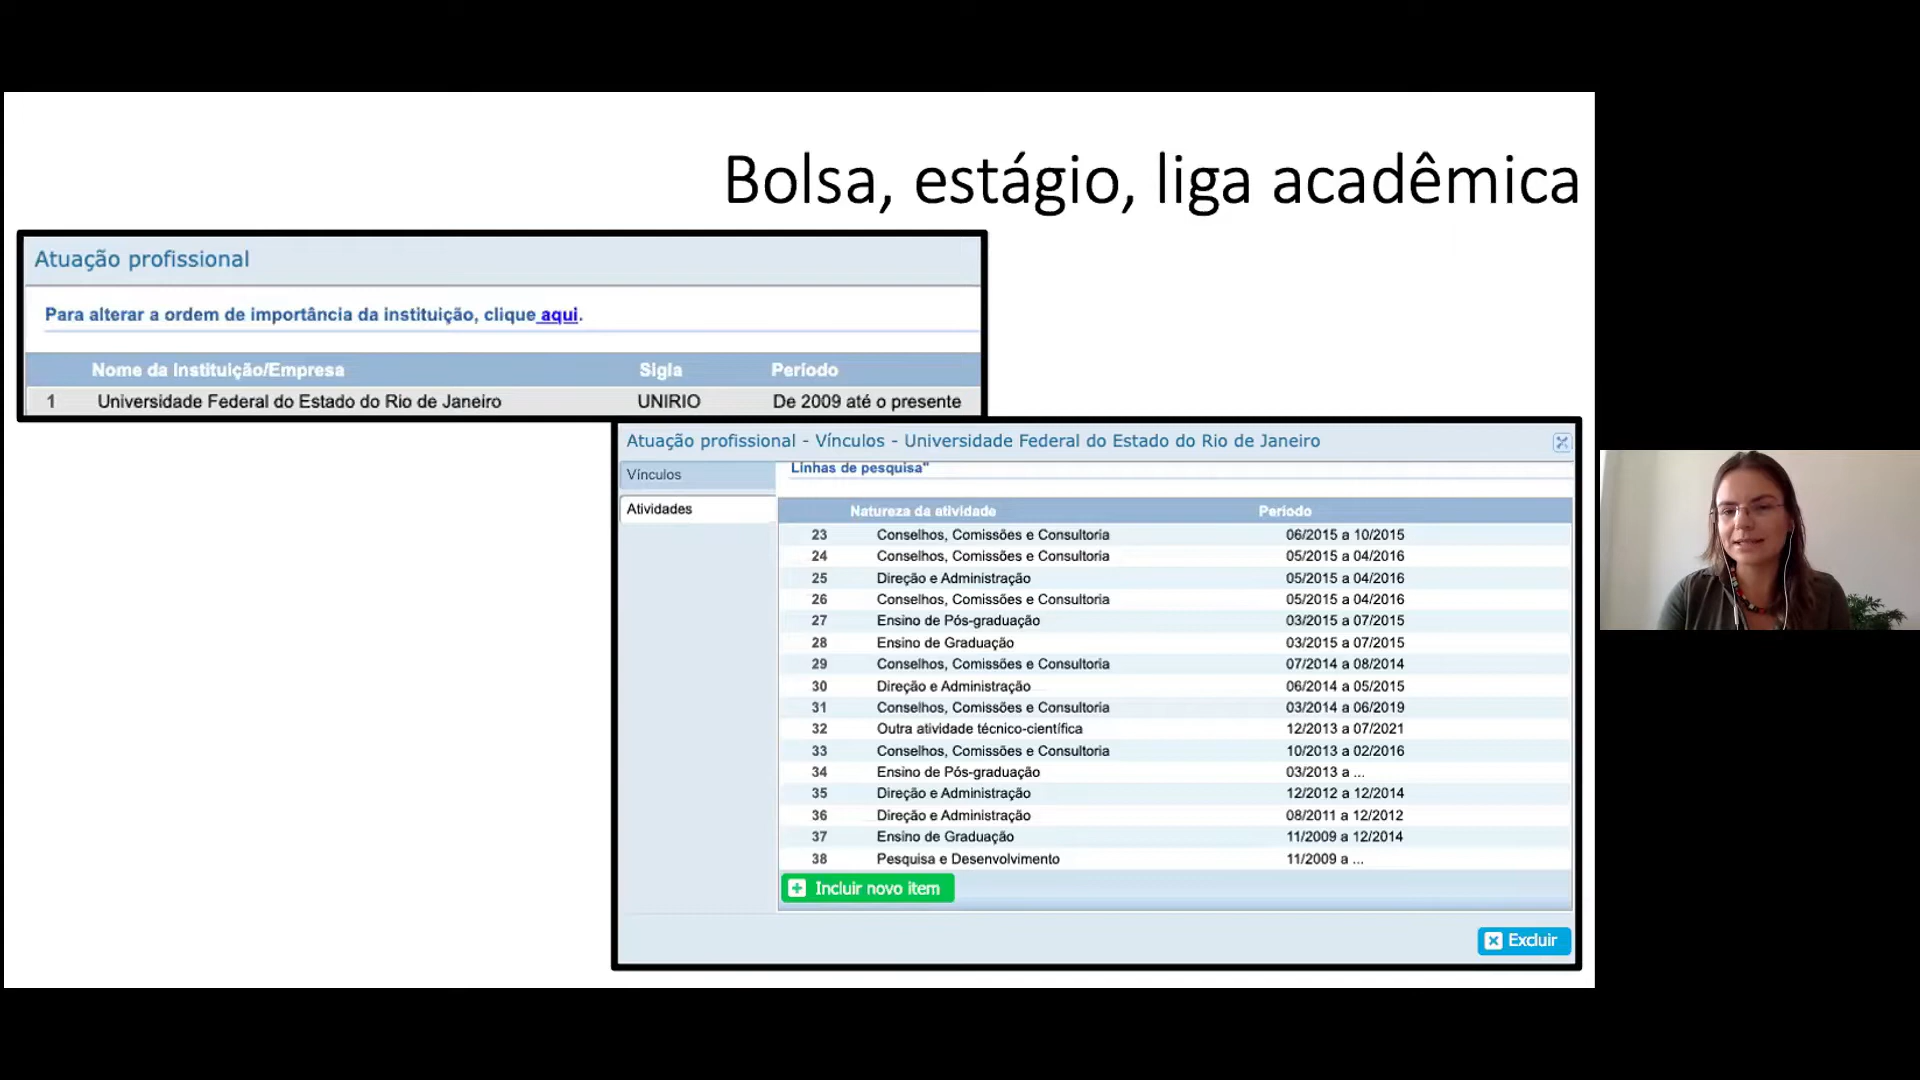 Bolsa, estágio, liga acadêmica
Atuação profissional
Para alterar a ordem de importância da instituição, clique aqui.
Nome da Instituição/Empresa Sigla Período
1 Universidade Federal do Estado do Rio de Janeiro UNIRIO De 2009 até o presente
Atuação profissional - Vínculos - Universidade Federal do Estado do Rio de Janeiro
Vínculos
Atividades
Linhas de pesquisa"
Natureza da atividade Período
23 Conselhos, Comissões e Consultoria 06/2015 a 10/2015
24 Conselhos, Comissões e Consultoria 05/2015 a 04/2016
25 Direção e Administração 05/2015 a 04/2016
26 Conselhos, Comissões e Consultoria 05/2015 a 04/2016
27 Ensino de Pós-graduação 03/2015 a 07/2015
28 Ensino de Graduação 03/2015 a 07/2015
29 Conselhos, Comissões e Consultoria 07/2014 a 08/2014
30 Direção e Administração 06/2014 a 05/2015
31 Conselhos, Comissões e Consultoria 03/2014 a 06/2019
32 Outra atividade técnico-científica 12/2013 a 07/2021
33 Conselhos, Comissões e Consultoria 10/2013 a 02/2016
34 Ensino de Pós-graduação 03/2013 a ...
35 Direção e Administração 12/2012 a 12/2014
36 Direção e Administração 08/2011 a 12/2012
37 Ensino de Graduação 11/2009 a 12/2014
38 Pesquisa e Desenvolvimento 11/2009 a ...
Incluir novo item
Excluir